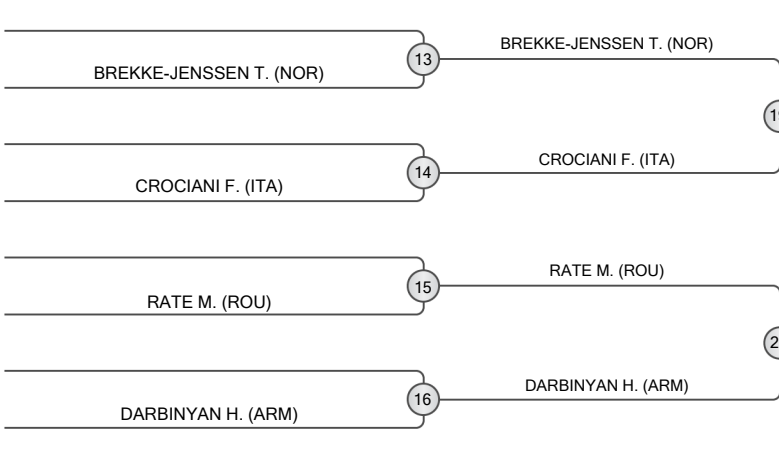 BREKKE-JENSSEN T. (NOR)
13
BREKKE-JENSSEN T. (NOR)
CROCIANI F. (ITA)
14
CROCIANI F. (ITA)
RATE M. (ROU)
15
RATE M. (ROU)
DARBINYAN H. (ARM)
16
DARBINYAN H. (ARM)